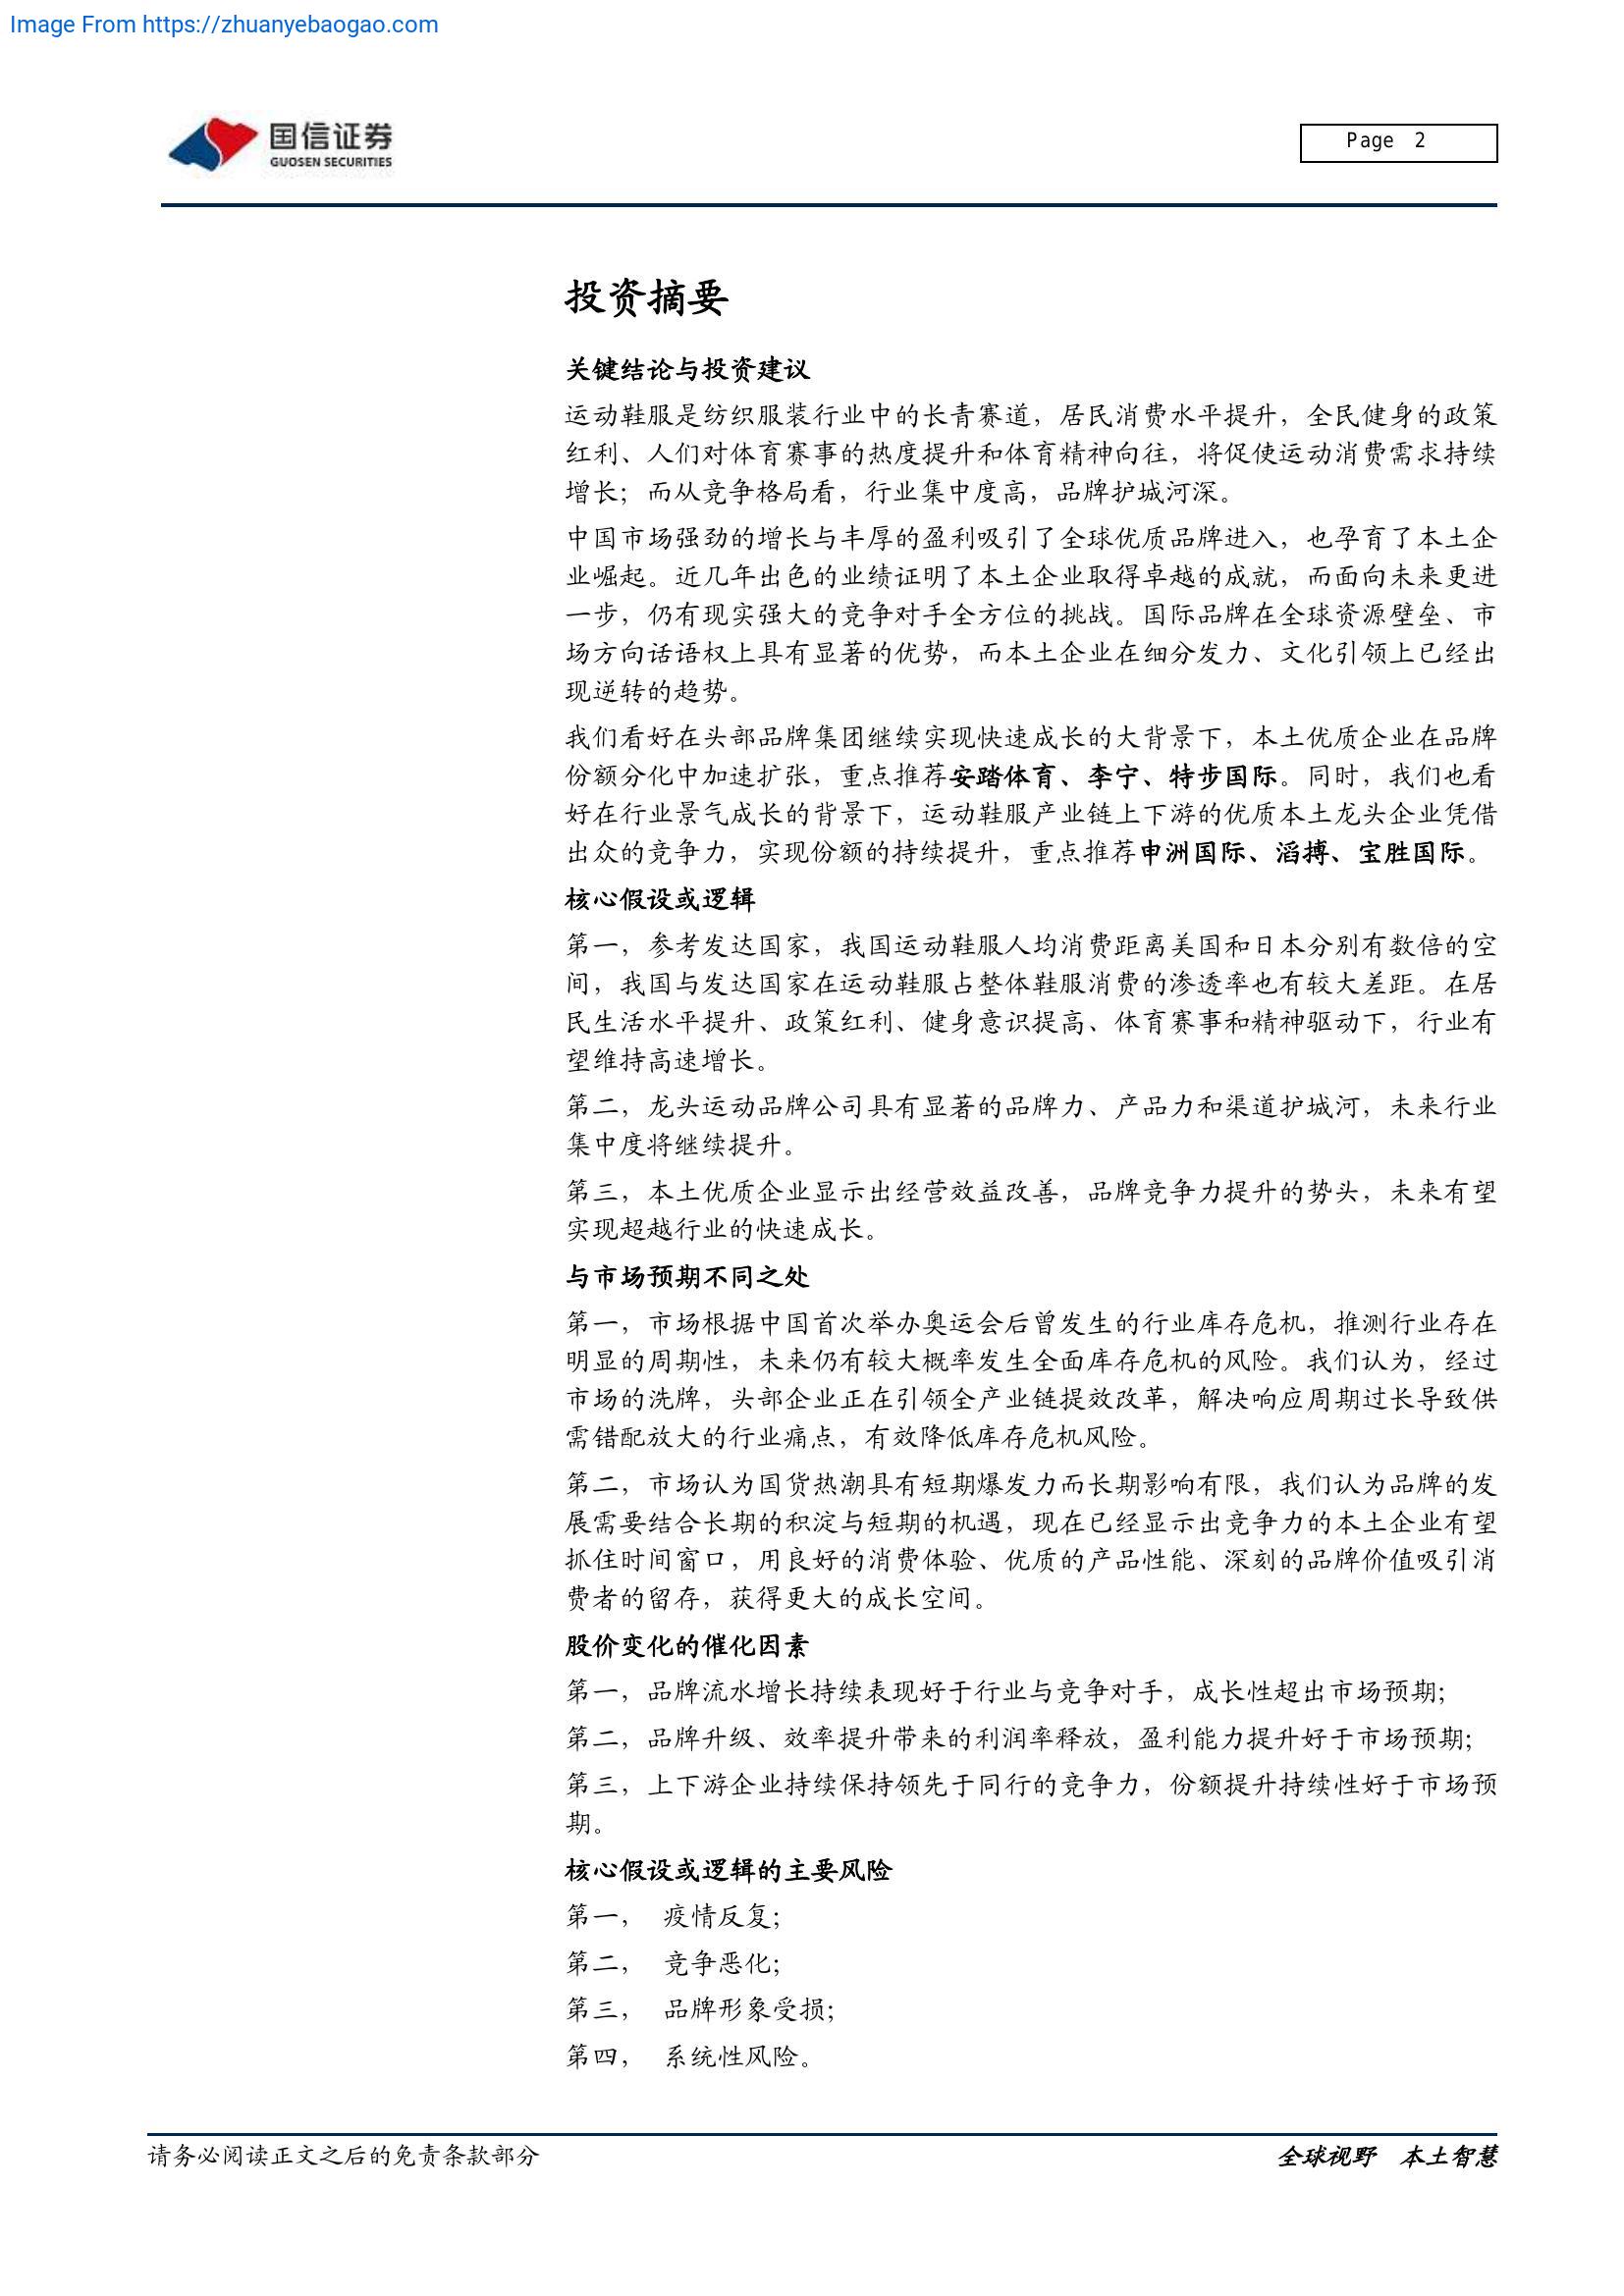 Image From https://zhuanyebaogao.com
国信证券
GUOSEN SECURITIES
Page 2
投资摘要
关键结论与投资建议
运动鞋服是纺织服装行业中的长青赛道，居民消费水平提升，全民健身的政策
红利、人们对体育赛事的热度提升和体育精神向往，将促使运动消费需求持续
增长；而从竞争格局看，行业集中度高，品牌护城河深。
中国市场强劲的增长与丰厚的盈利吸引了全球优质品牌进入，也孕育了本土企
业崛起。近几年出色的业绩证明了本土企业取得卓越的成就，而面向未来更进
一步，仍有现实强大的竞争对手全方位的挑战。国际品牌在全球资源壁垒、市
场方向话语权上具有显著的优势，而本土企业在细分发力、文化引领上已经出
现逆转的趋势。
我们看好在头部品牌集团继续实现快速成长的大背景下，本土优质企业在品牌
份额分化中加速扩张，重点推荐安踏体育、李宁、特步国际。同时，我们也看
好在行业景气成长的背景下，运动鞋服产业链上下游的优质本土龙头企业凭借
出众的竞争力，实现份额的持续提升，重点推荐申洲国际、滔搏、宝胜国际。
核心假设或逻辑
第一，参考发达国家，我国运动鞋服人均消费距离美国和日本分别有数倍的空
间，我国与发达国家在运动鞋服占整体鞋服消费的渗透率也有较大差距。在居
民生活水平提升、政策红利、健身意识提高、体育赛事和精神驱动下，行业有
望维持高速增长。
第二，龙头运动品牌公司具有显著的品牌力、产品力和渠道护城河，未来行业
集中度将继续提升。
第三，本土优质企业显示出经营效益改善，品牌竞争力提升的势头，未来有望
实现超越行业的快速成长。
与市场预期不同之处
第一，市场根据中国首次举办奥运会后曾发生的行业库存危机，推测行业存在
明显的周期性，未来仍有较大概率发生全面库存危机的风险。我们认为，经过
市场的洗牌，头部企业正在引领全产业链提效改革，解决响应周期过长导致供
需错配放大的行业痛点，有效降低库存危机风险。
第二，市场认为国货热潮具有短期爆发力而长期影响有限，我们认为品牌的发
展需要结合长期的积淀与短期的机遇，现在已经显示出竞争力的本土企业有望
抓住时间窗口，用良好的消费体验、优质的产品性能、深刻的品牌价值吸引消
费者的留存，获得更大的成长空间。
股价变化的催化因素
第一，品牌流水增长持续表现好于行业与竞争对手，成长性超出市场预期；
第二，品牌升级、效率提升带来的利润率释放，盈利能力提升好于市场预期；
第三，上下游企业持续保持领先于同行的竞争力，份额提升持续性好于市场预
期。
核心假设或逻辑的主要风险
第一， 疫情反复；
第二， 竞争恶化；
第三， 品牌形象受损；
第四， 系统性风险。
请务必阅读正文之后的免责条款部分
全球视野 本土智慧